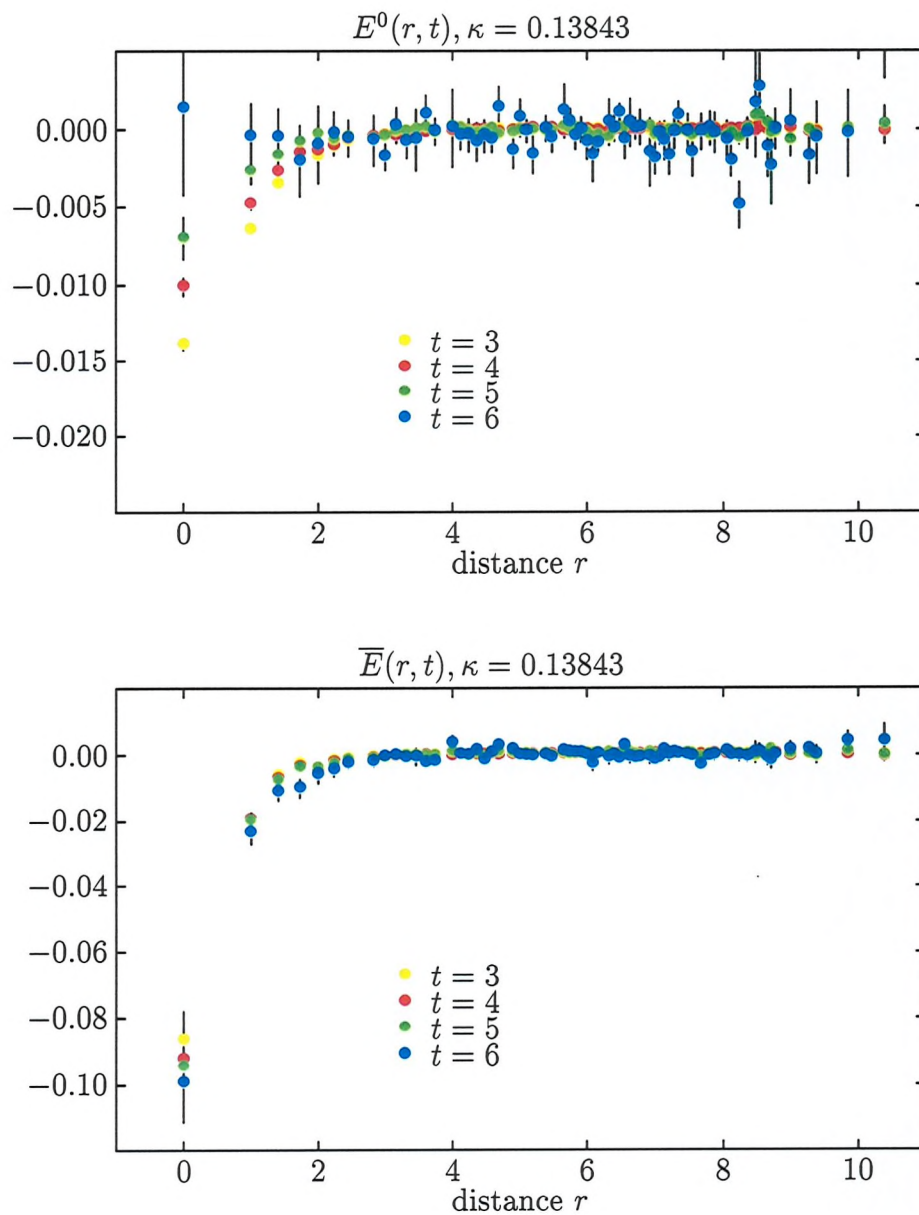 E⁰(r, t), κ = 0.13843
0.000
−0.005
−0.010
−0.015
−0.020
t = 3
t = 4
t = 5
t = 6
0 2 4 6 8 10
distance r
E̅(r, t), κ = 0.13843
0.00
−0.02
−0.04
−0.06
−0.08
−0.10
t = 3
t = 4
t = 5
t = 6
0 2 4 6 8 10
distance r